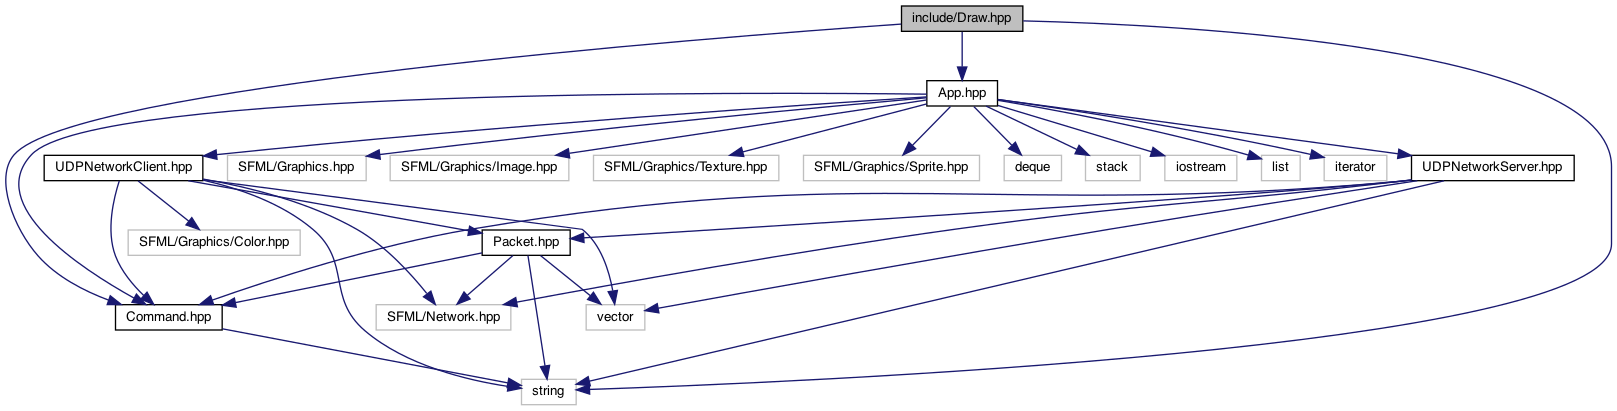 include/Draw.hpp
App.hpp
UDPNetworkClient.hpp
SFML/Graphics.hpp
SFML/Graphics/Image.hpp
SFML/Graphics/Texture.hpp
SFML/Graphics/Sprite.hpp
deque
stack
iostream
list
iterator
UDPNetworkServer.hpp
SFML/Graphics/Color.hpp
Packet.hpp
Command.hpp
SFML/Network.hpp
vector
string